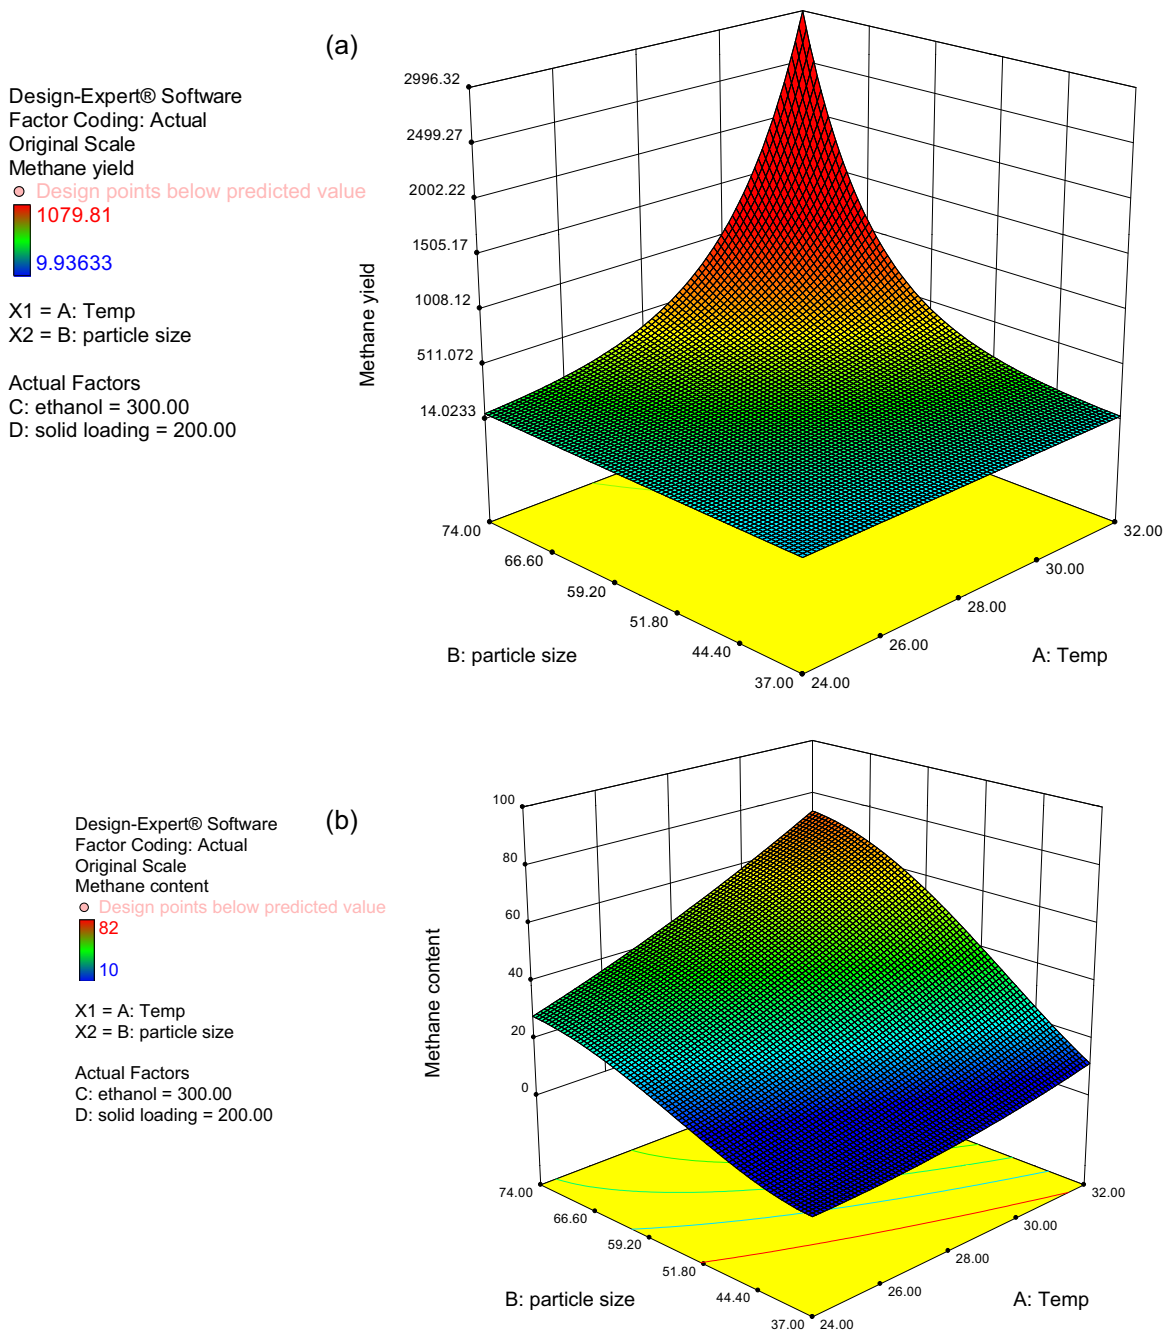 (a)
Design-Expert® Software
Factor Coding: Actual
Original Scale
Methane yield
Design points below predicted value
1079.81
9.93633
X1 = A: Temp
X2 = B: particle size
Actual Factors
C: ethanol = 300.00
D: solid loading = 200.00
Methane yield
2996.32
2499.27
2002.22
1505.17
1008.12
511.072
14.0233
74.00
66.60
59.20
51.80
44.40
37.00
24.00
26.00
28.00
30.00
32.00
B: particle size
A: Temp
(b)
Design-Expert® Software
Factor Coding: Actual
Original Scale
Methane content
Design points below predicted value
82
10
X1 = A: Temp
X2 = B: particle size
Actual Factors
C: ethanol = 300.00
D: solid loading = 200.00
Methane content
100
80
60
40
20
0
74.00
66.60
59.20
51.80
44.40
37.00
24.00
26.00
28.00
30.00
32.00
B: particle size
A: Temp